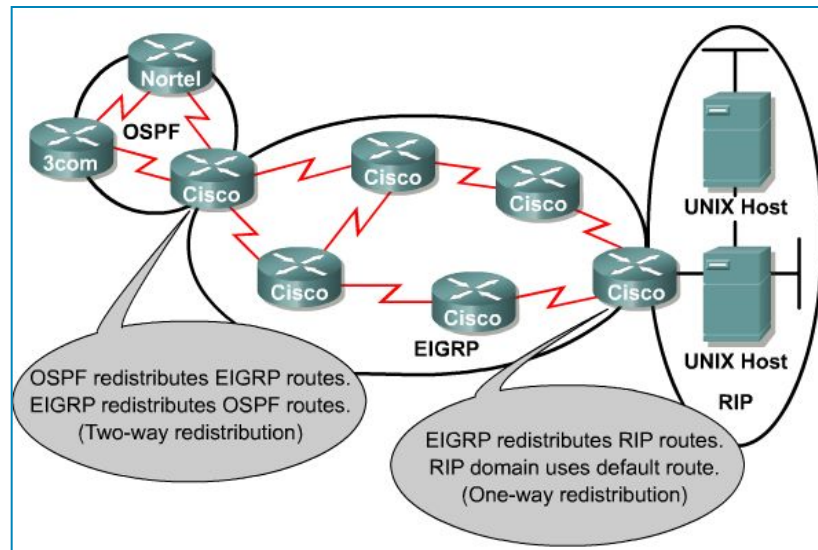 Nortel
OSPF
3com
Cisco
Cisco
Cisco
UNIX Host
Cisco
Cisco
Cisco
UNIX Host
EIGRP
RIP
OSPF redistributes EIGRP routes.
EIGRP redistributes OSPF routes.
(Two-way redistribution)
EIGRP redistributes RIP routes.
RIP domain uses default route.
(One-way redistribution)